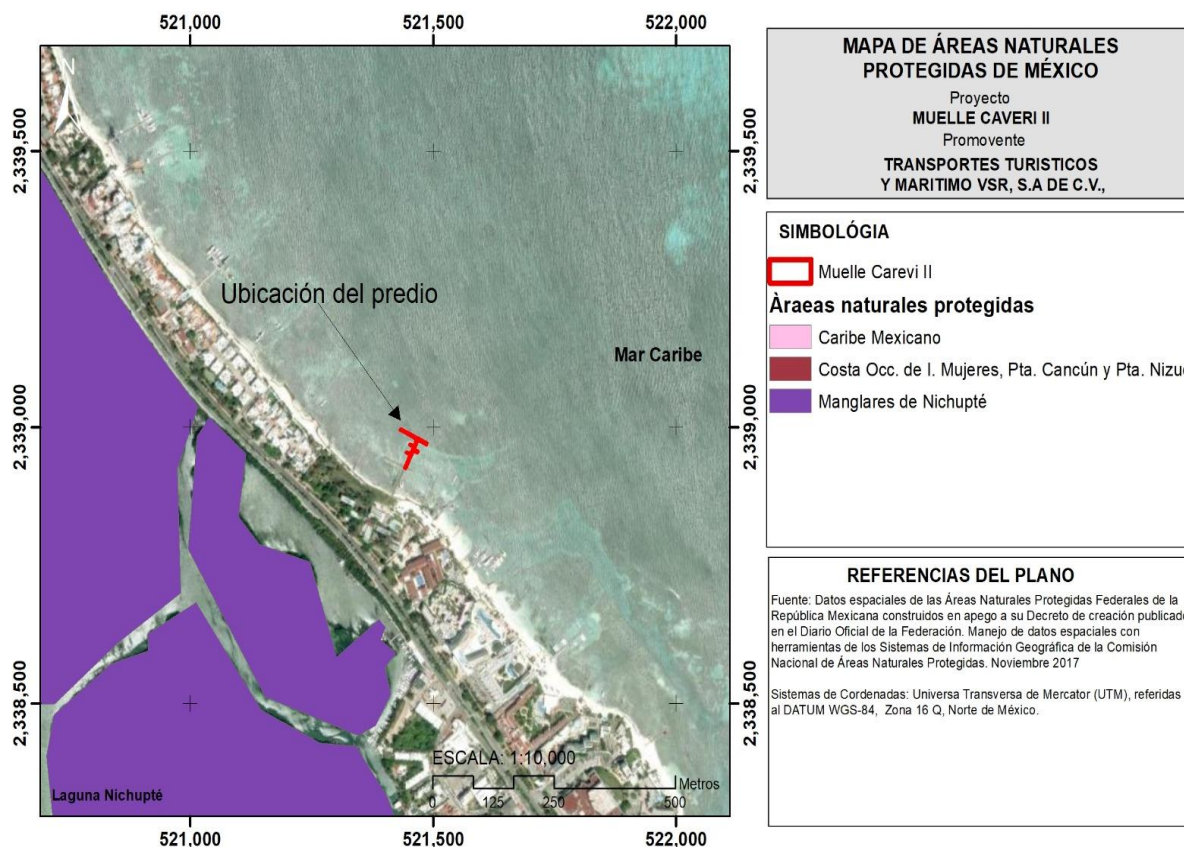 521,000
521,500
522,000
2,339,500
2,339,000
2,338,500
2,339,500
2,339,000
2,338,500
N
Ubicación del predio
Mar Caribe
Laguna Nichupté
ESCALA: 1:10,000
Metros
0 125 250 500
521,000
521,500
522,000
MAPA DE ÁREAS NATURALES
PROTEGIDAS DE MÉXICO
Proyecto
MUELLE CAVERI II
Promovente
TRANSPORTES TURISTICOS
Y MARITIMO VSR, S.A DE C.V.,
SIMBOLÓGIA
Muelle Carevi II
Àraeas naturales protegidas
Caribe Mexicano
Costa Occ. de I. Mujeres, Pta. Cancún y Pta. Nizuc
Manglares de Nichupté
REFERENCIAS DEL PLANO
Fuente: Datos espaciales de las Áreas Naturales Protegidas Federales de la
República Mexicana construidos en apego a su Decreto de creación publicado
en el Diario Oficial de la Federación. Manejo de datos espaciales con
herramientas de los Sistemas de Información Geográfica de la Comisión
Nacional de Áreas Naturales Protegidas. Noviembre 2017
Sistemas de Cordenadas: Universa Transversa de Mercator (UTM), referidas
al DATUM WGS-84, Zona 16 Q, Norte de México.